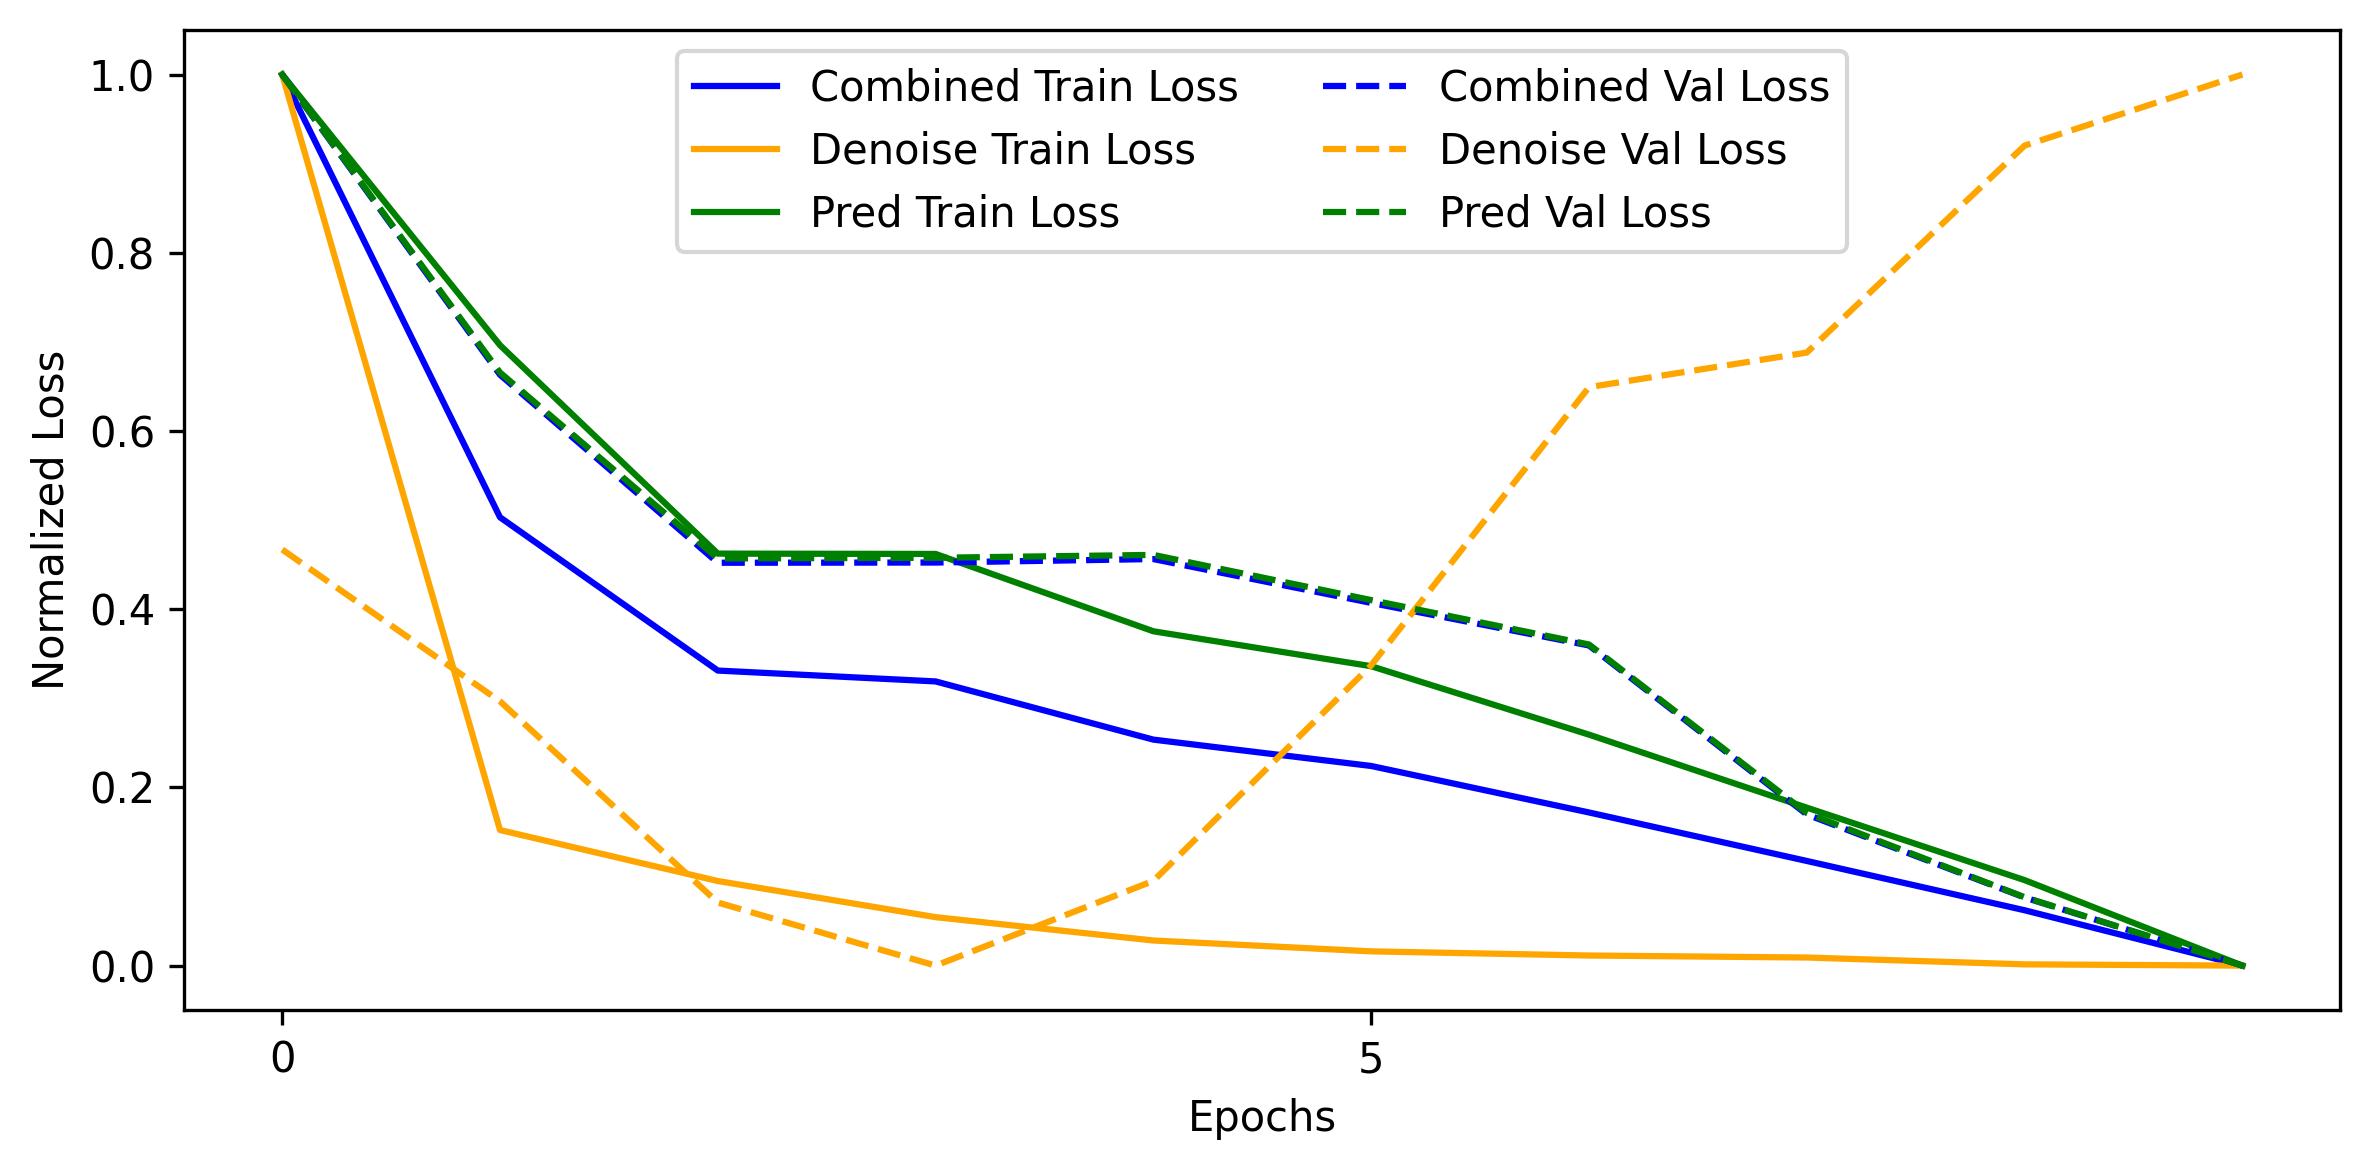 Normalized Loss
1.0
0.8
0.6
0.4
0.2
0.0
Combined Train Loss
Denoise Train Loss
Pred Train Loss
Combined Val Loss
Denoise Val Loss
Pred Val Loss
0
5
Epochs